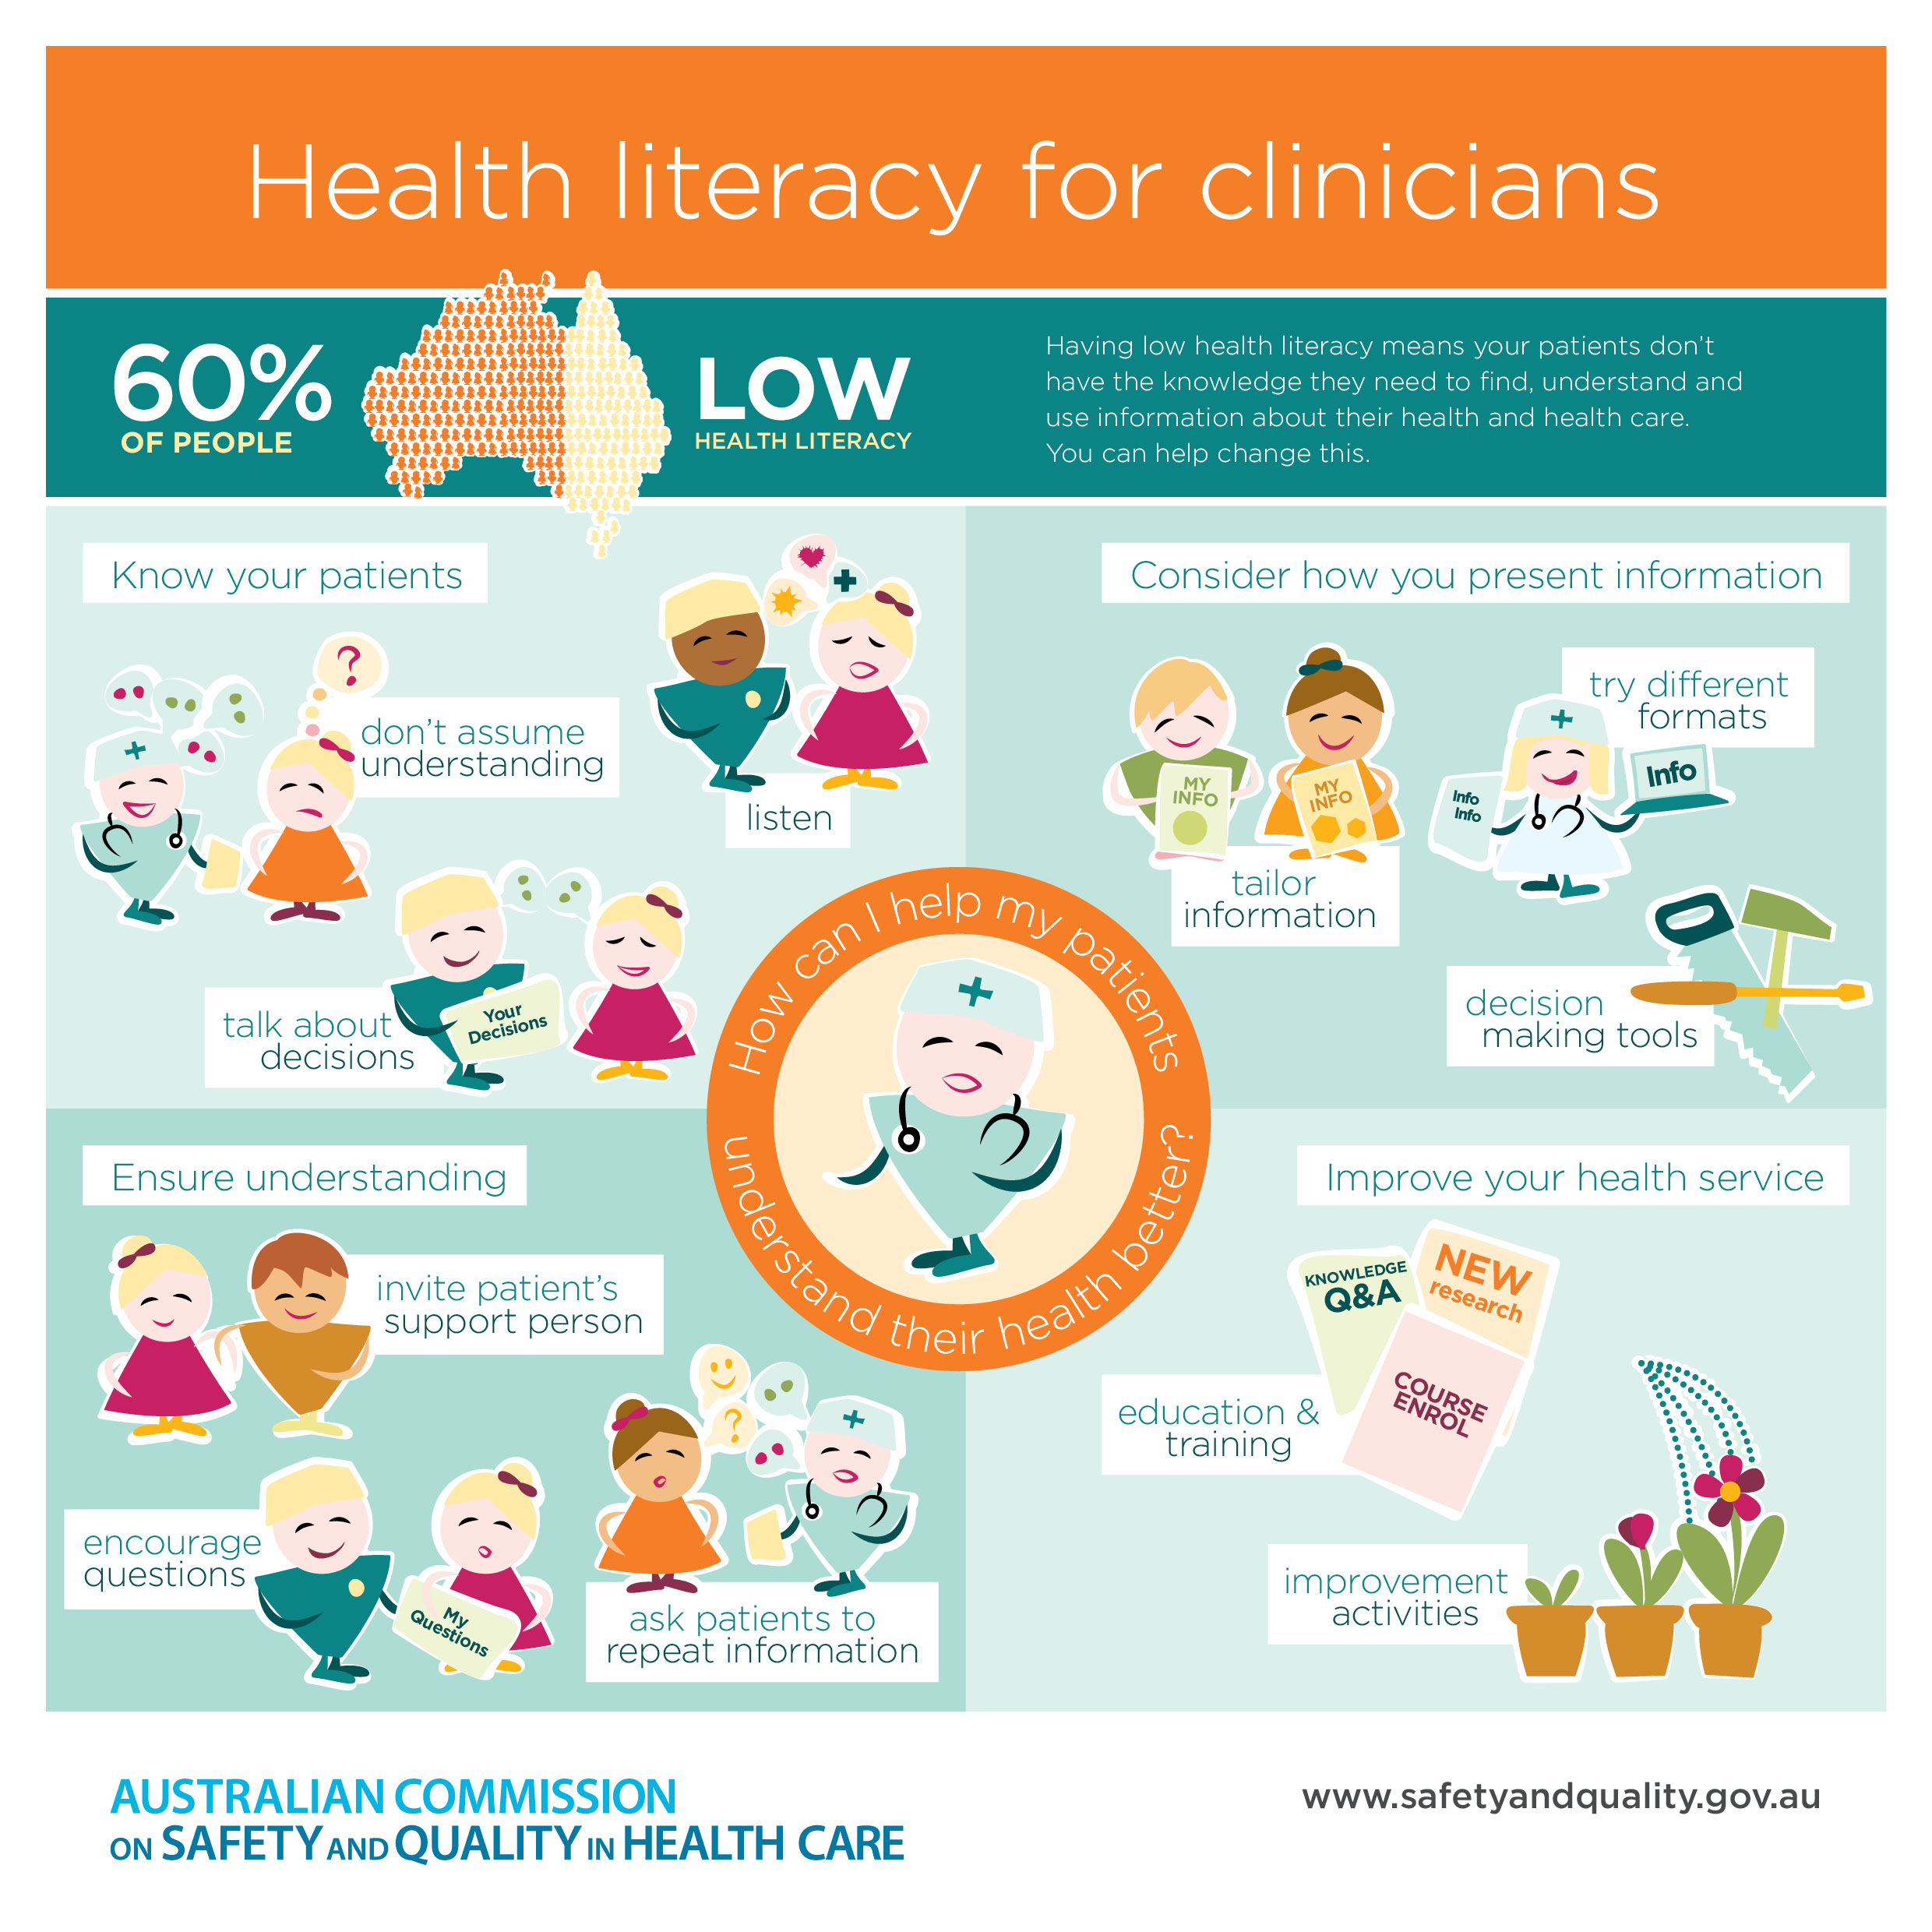 Health literacy for clinicians
60%
OF PEOPLE
LOW
HEALTH LITERACY
Having low health literacy means your patients don't
have the knowledge they need to find, understand and
use information about their health and health care.
You can help change this.
Know your patients
don't assume
understanding
listen
talk about
decisions
Your
Decisions
Consider how you present information
MY
INFO
MY
INFO
tailor
information
try different
formats
Info
Info
Info
decision
making tools
How can I help my patients
understand their health better?
Ensure understanding
invite patient's
support person
encourage
questions
My
Questions
ask patients to
repeat information
Improve your health service
KNOWLEDGE
Q&A
NEW
research
COURSE
ENROL
education &
training
improvement
activities
AUSTRALIAN COMMISSION
ON SAFETY AND QUALITY IN HEALTH CARE
www.safetyandquality.gov.au